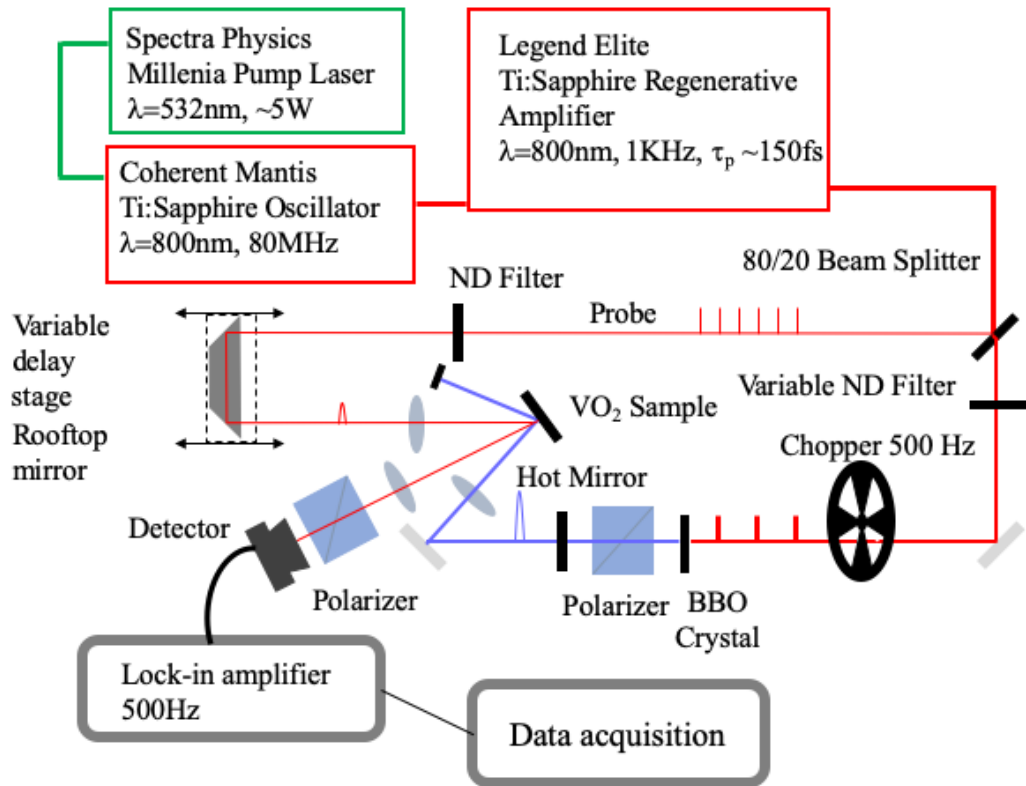 Spectra Physics
Millenia Pump Laser
λ=532nm, ~5W
Legend Elite
Ti:Sapphire Regenerative
Amplifier
λ=800nm, 1KHz, τp ~150fs
Coherent Mantis
Ti:Sapphire Oscillator
λ=800nm, 80MHz
80/20 Beam Splitter
ND Filter
Probe
Variable
delay
stage
Rooftop
mirror
Variable ND Filter
VO2 Sample
Chopper 500 Hz
Hot Mirror
Detector
Polarizer
Polarizer
BBO
Crystal
Lock-in amplifier
500Hz
Data acquisition